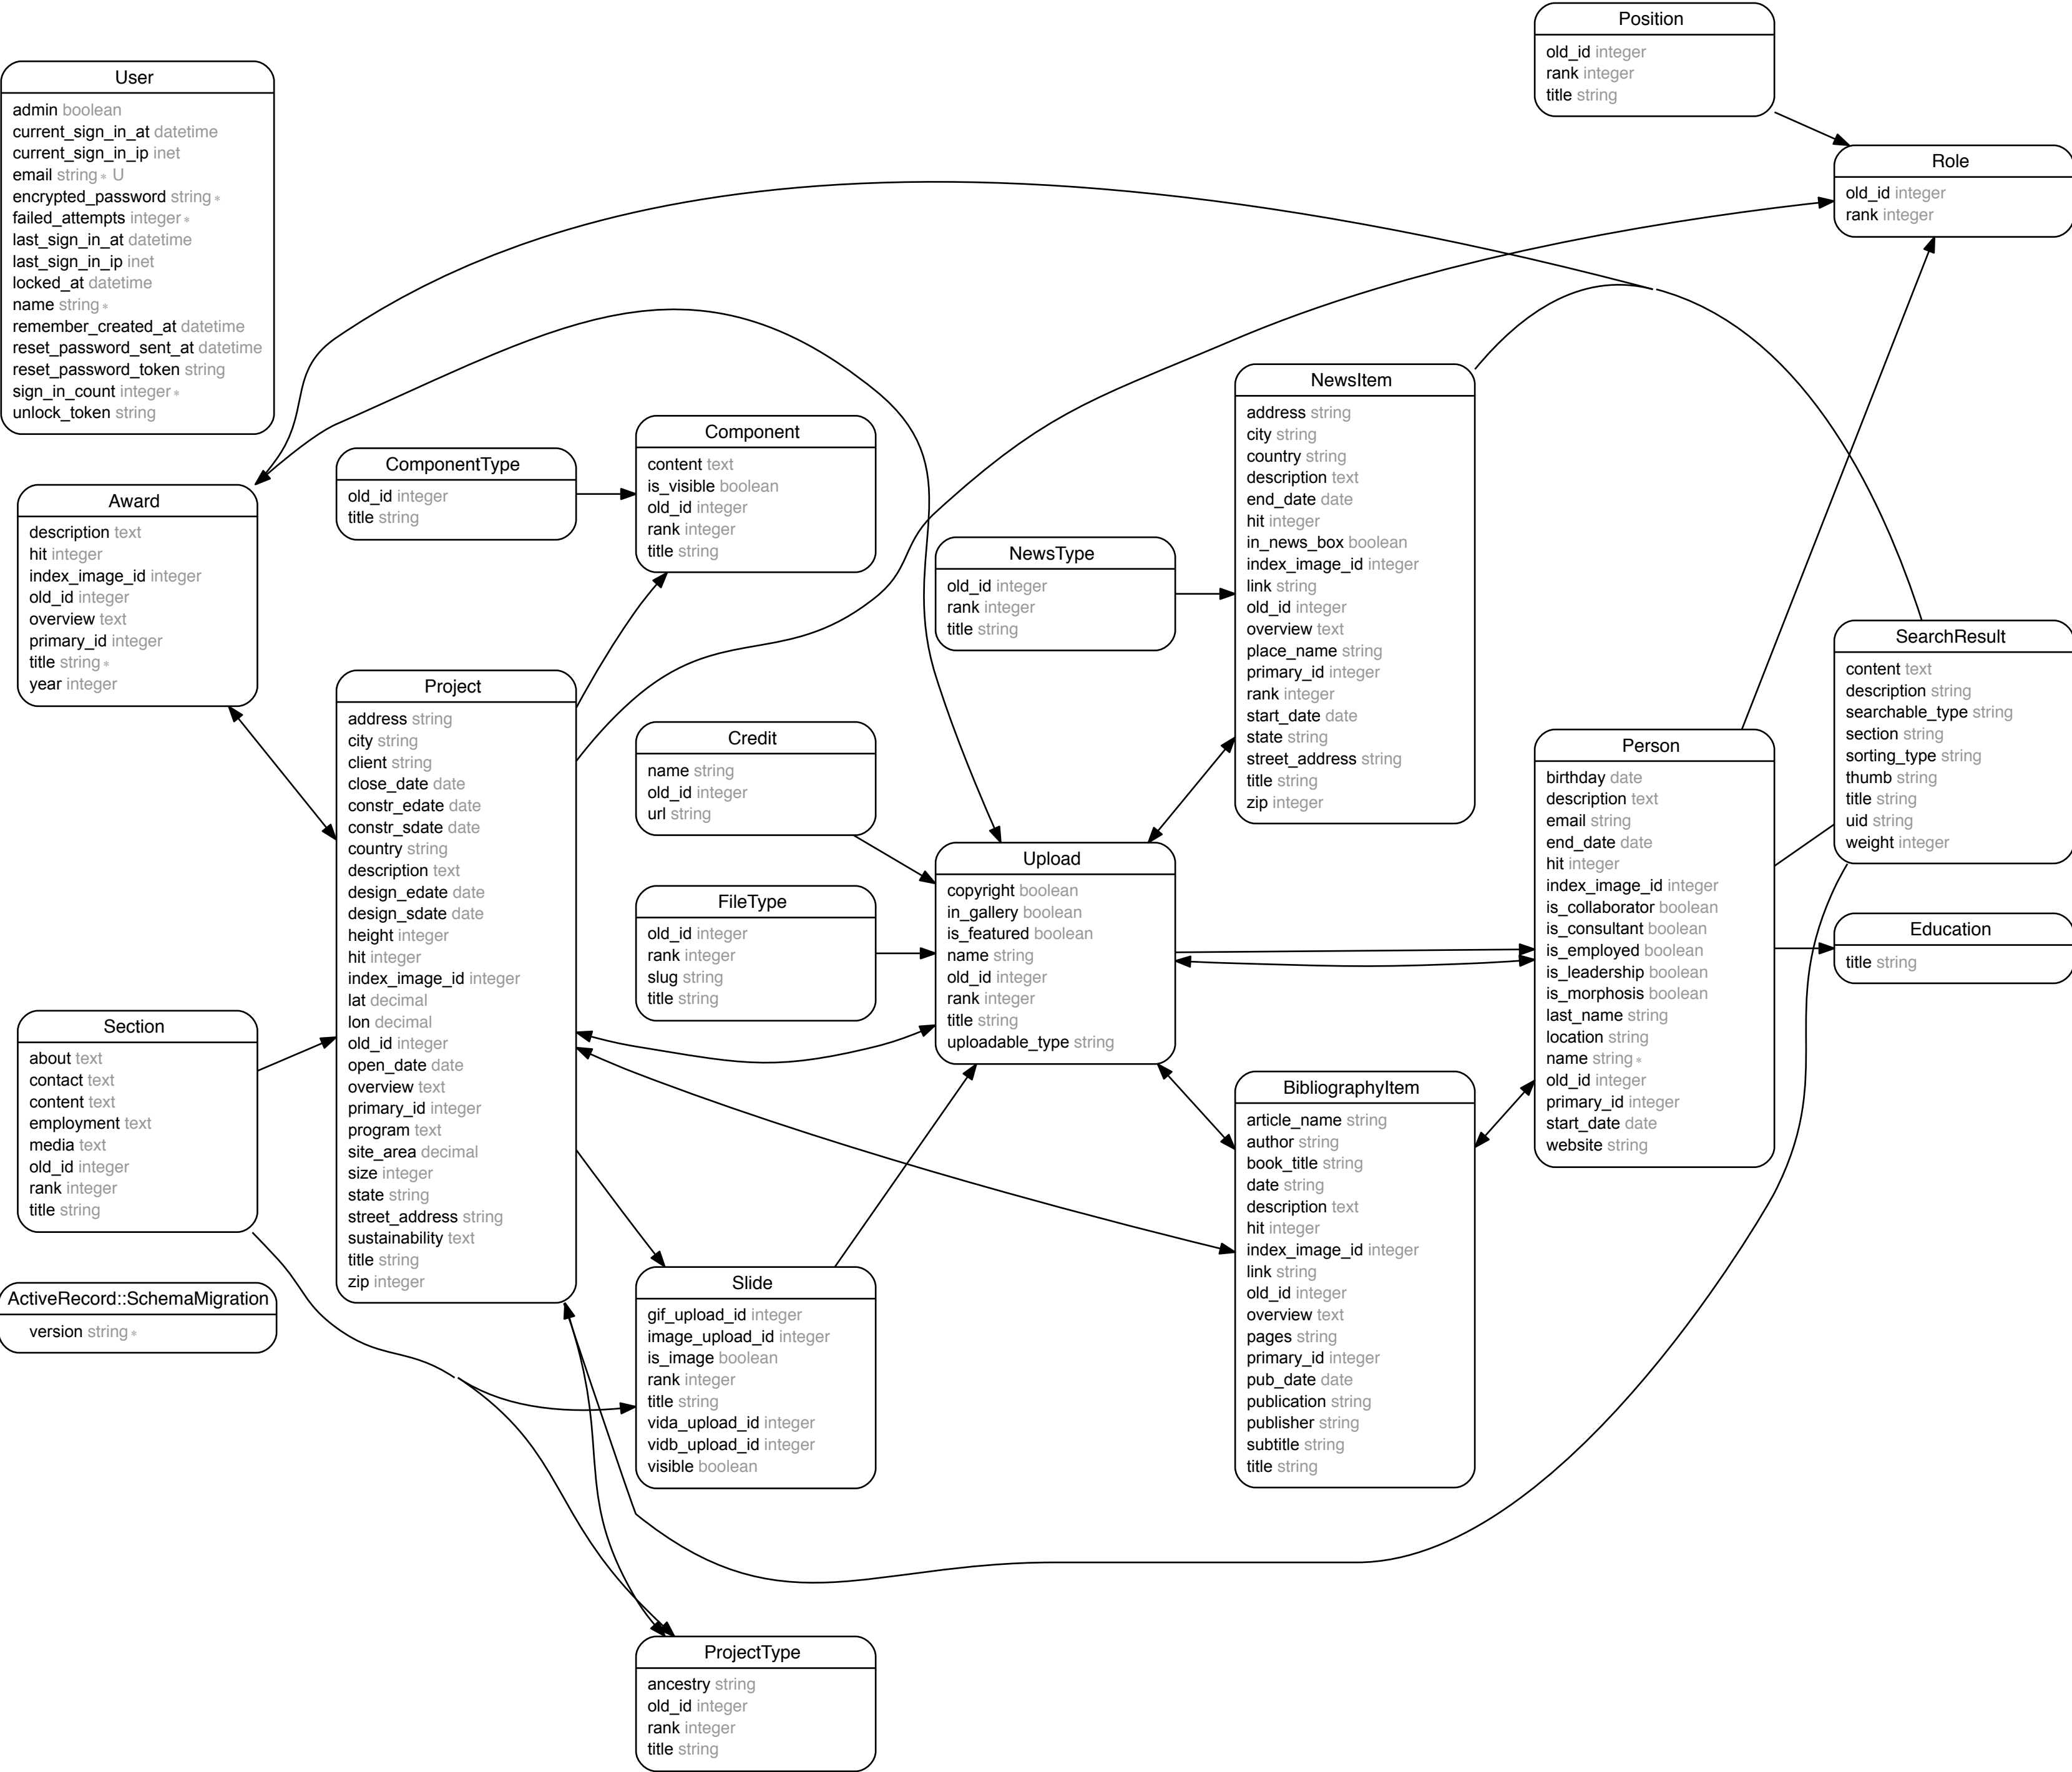 Position
old_id integer
rank integer
title string
User
admin boolean
current_sign_in_at datetime
current_sign_in_ip inet
email string * U
encrypted_password string *
failed_attempts integer *
last_sign_in_at datetime
last_sign_in_ip inet
locked_at datetime
name string *
remember_created_at datetime
reset_password_sent_at datetime
reset_password_token string
sign_in_count integer *
unlock_token string
Role
old_id integer
rank integer
NewsItem
address string
city string
country string
description text
end_date date
hit integer
in_news_box boolean
index_image_id integer
link string
old_id integer
overview text
place_name string
primary_id integer
rank integer
start_date date
state string
street_address string
title string
zip integer
Component
content text
is_visible boolean
old_id integer
rank integer
title string
ComponentType
old_id integer
title string
Award
description text
hit integer
index_image_id integer
old_id integer
overview text
primary_id integer
title string *
year integer
NewsType
old_id integer
rank integer
title string
SearchResult
content text
description string
searchable_type string
section string
sorting_type string
thumb string
title string
uid string
weight integer
Project
address string
city string
client string
close_date date
constr_edate date
constr_sdate date
country string
description text
design_edate date
design_sdate date
height integer
hit integer
index_image_id integer
lat decimal
lon decimal
old_id integer
open_date date
overview text
primary_id integer
program text
site_area decimal
size integer
state string
street_address string
sustainability text
title string
zip integer
Credit
name string
old_id integer
url string
Person
birthday date
description text
email string
end_date date
hit integer
index_image_id integer
is_collaborator boolean
is_consultant boolean
is_employed boolean
is_leadership boolean
is_morphosis boolean
last_name string
location string
name string *
old_id integer
primary_id integer
start_date date
website string
Upload
copyright boolean
in_gallery boolean
is_featured boolean
name string
old_id integer
rank integer
title string
uploadable_type string
FileType
old_id integer
rank integer
slug string
title string
Education
title string
Section
about text
contact text
content text
employment text
media text
old_id integer
rank integer
title string
BibliographyItem
article_name string
author string
book_title string
date string
description text
hit integer
index_image_id integer
link string
old_id integer
overview text
pages string
primary_id integer
pub_date date
publication string
publisher string
subtitle string
title string
Slide
gif_upload_id integer
image_upload_id integer
is_image boolean
rank integer
title string
vida_upload_id integer
vidb_upload_id integer
visible boolean
ActiveRecord::SchemaMigration
version string *
ProjectType
ancestry string
old_id integer
rank integer
title string